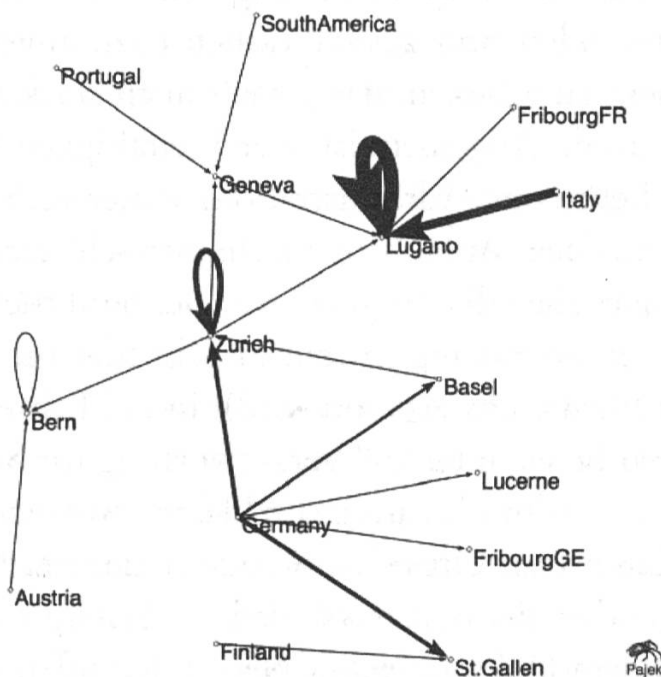 SouthAmerica
Portugal
FribourgFR
Geneva
Italy
Lugano
Zurich
Basel
Bern
Lucerne
Germany
FribourgGE
Austria
Finland
St.Gallen
Pajek